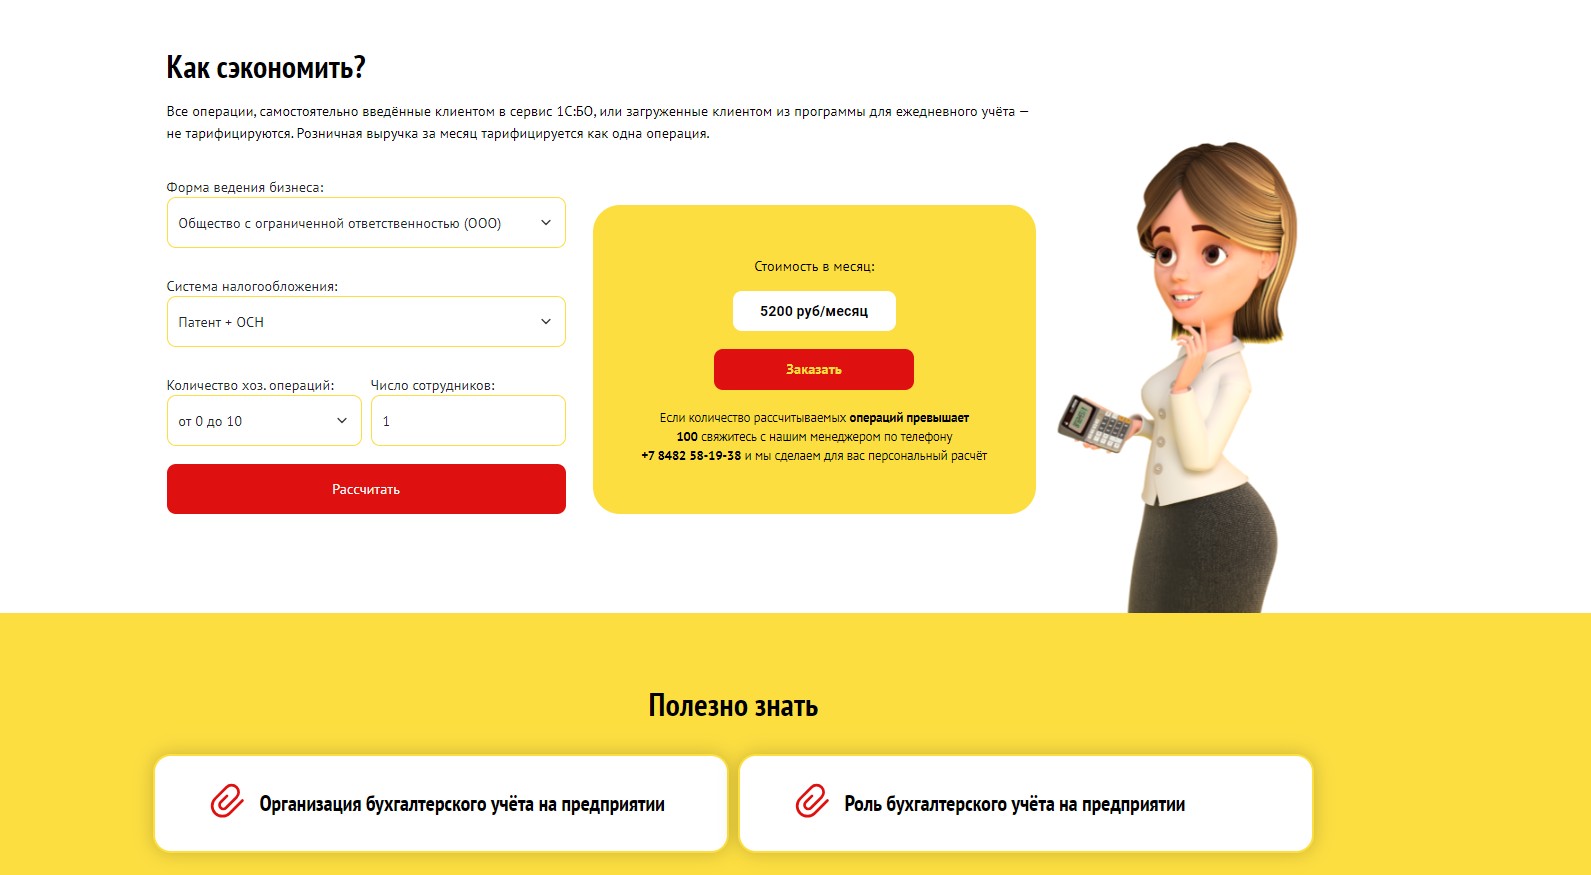 Как сэкономить?
Все операции, самостоятельно введённые клиентом в сервис 1С:БО, или загруженные клиентом из программы для ежедневного учёта —
не тарифицируются. Розничная выручка за месяц тарифицируется как одна операция.
Форма ведения бизнеса:
Общество с ограниченной ответственностью (ООО)
Система налогообложения:
Патент + ОСН
Количество хоз. операций:
от 0 до 10
Число сотрудников:
1
Рассчитать
Стоимость в месяц:
5200 руб/месяц
Заказать
Если количество рассчитываемых операций превышает
100 свяжитесь с нашим менеджером по телефону
+7 8482 58-19-38 и мы сделаем для вас персональный расчёт
Полезно знать
Организация бухгалтерского учёта на предприятии
Роль бухгалтерского учёта на предприятии